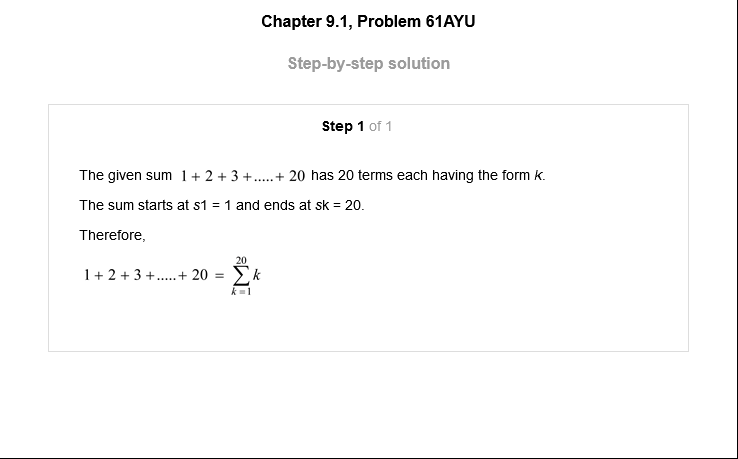 Chapter 9.1, Problem 61AYU
Step-by-step solution
Step 1 of 1
The given sum 1 + 2 + 3 +.....+ 20 has 20 terms each having the form k.
The sum starts at s1 = 1 and ends at sk = 20.
Therefore,
20
1 + 2 + 3 +.....+ 20 = ∑ k
k=1